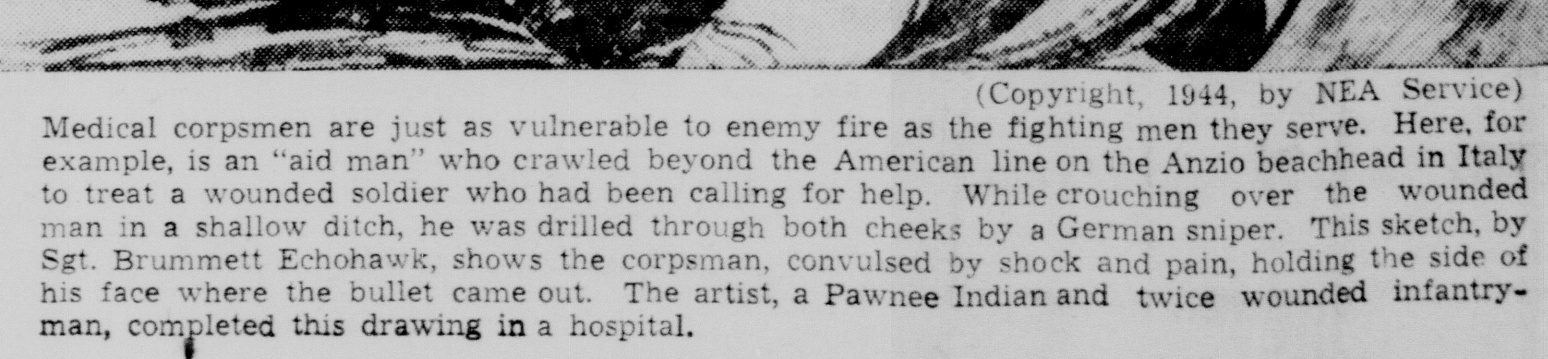 (Copyright, 1944, by NEA Service)
Medical corpsmen are just as vulnerable to enemy fire as the fighting men they serve. Here, for
example, is an "aid man" who crawled beyond the American line on the Anzio beachhead in Italy
to treat a wounded soldier who had been calling for help. While crouching over the wounded
man in a shallow ditch, he was drilled through both cheeks by a German sniper. This sketch, by
Sgt. Brummett Echohawk, shows the corpsman, convulsed by shock and pain, holding the side of
his face where the bullet came out. The artist, a Pawnee Indian and twice wounded infantry-
man, completed this drawing in a hospital.